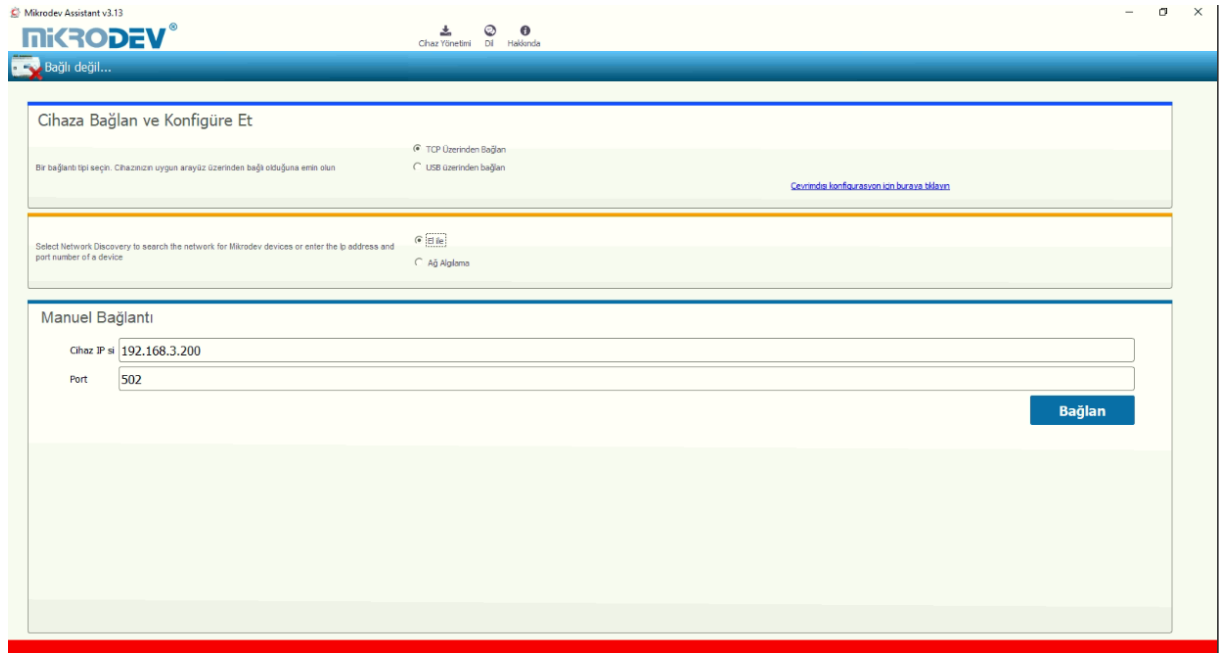 Mikrodev Assistant v3.13
MiKRODEV®
Cihaz Yönetimi Dil Hakkında
Bağlı değil...
Cihaza Bağlan ve Konfigüre Et
TCP Üzerinden Bağlan
Bir bağlantı tipi seçin. Cihazınızın uygun arayüz üzerinden bağlı olduğuna emin olun
USB üzerinden bağlan
Çevrimdışı konfigurasyon için buraya tıklayın
Select Network Discovery to search the network for Mikrodev devices or enter the ip address and
port number of a device
El ile
Ağ Algılama
Manuel Bağlantı
Cihaz IP si 192.168.3.200
Port 502
Bağlan